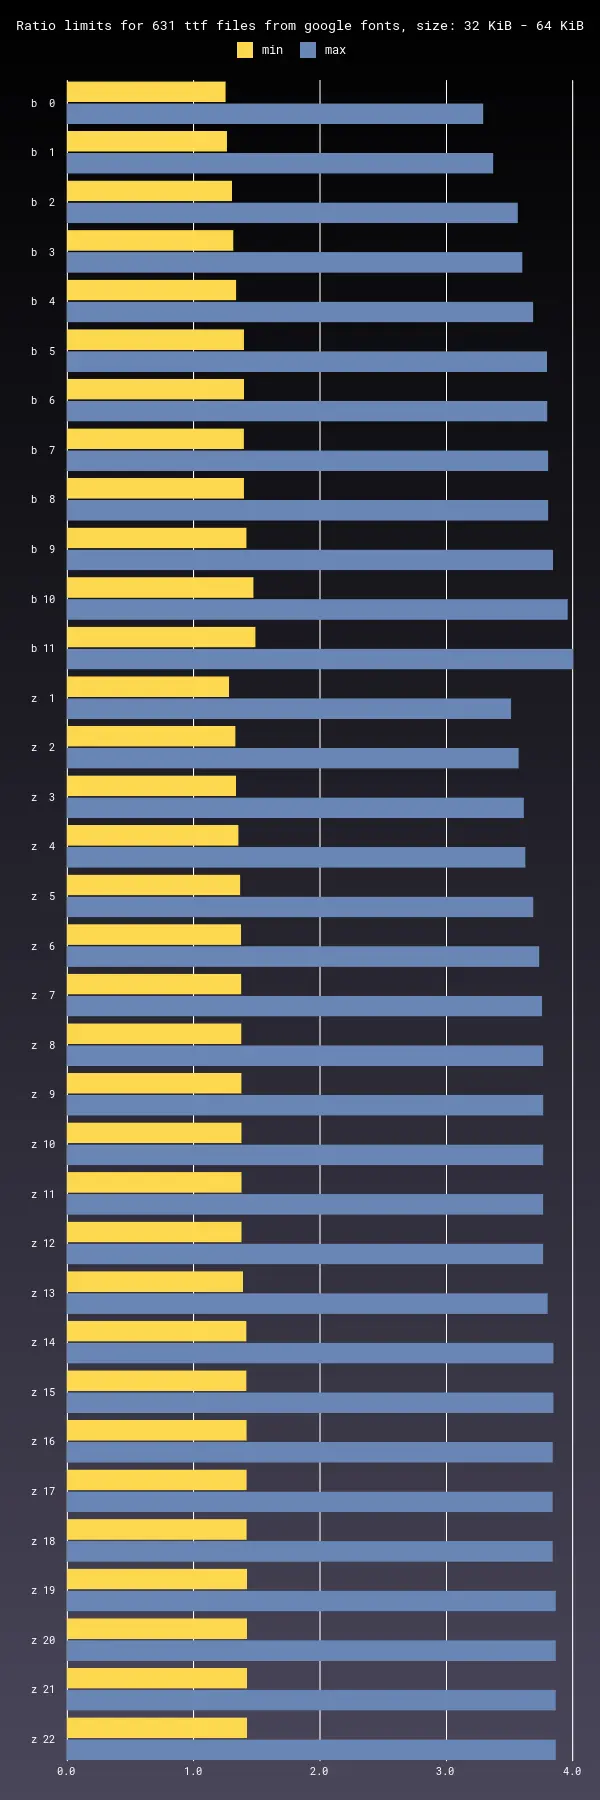 Ratio limits for 631 ttf files from google fonts, size: 32 KiB - 64 KiB
min max
b 0
b 1
b 2
b 3
b 4
b 5
b 6
b 7
b 8
b 9
b 10
b 11
z 1
z 2
z 3
z 4
z 5
z 6
z 7
z 8
z 9
z 10
z 11
z 12
z 13
z 14
z 15
z 16
z 17
z 18
z 19
z 20
z 21
z 22
0.0 1.0 2.0 3.0 4.0